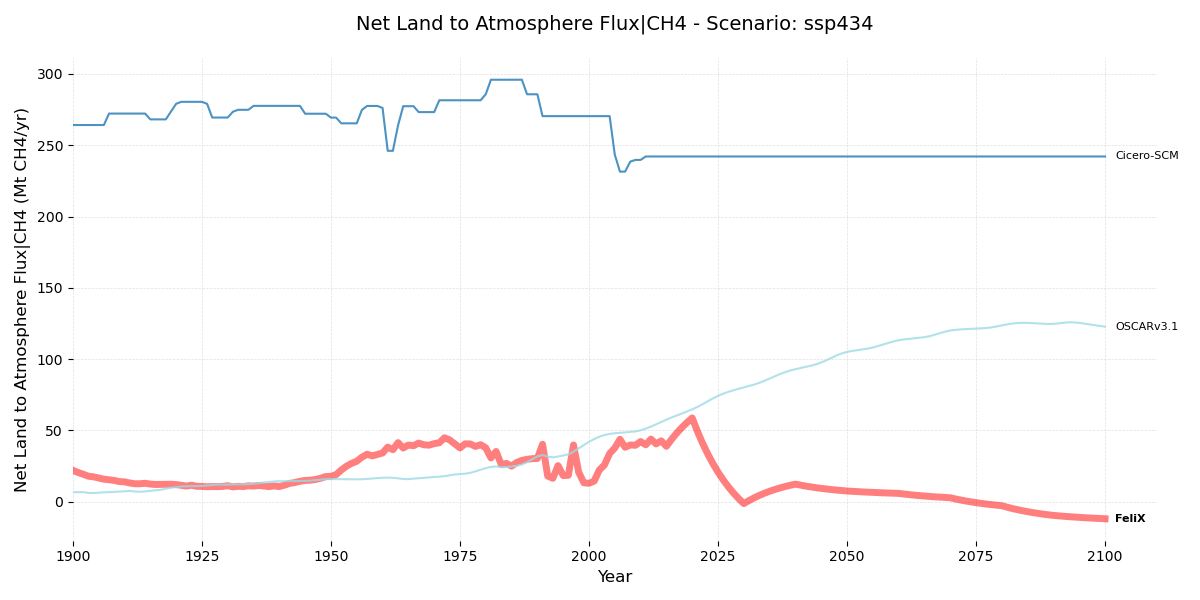 Net Land to Atmosphere Flux|CH4 - Scenario: ssp434
Net Land to Atmosphere Flux|CH4 (Mt CH4/yr)
300
250
200
150
100
50
0
Cicero-SCM
OSCARv3.1
FeliX
1900 1925 1950 1975 2000 2025 2050 2075 2100
Year